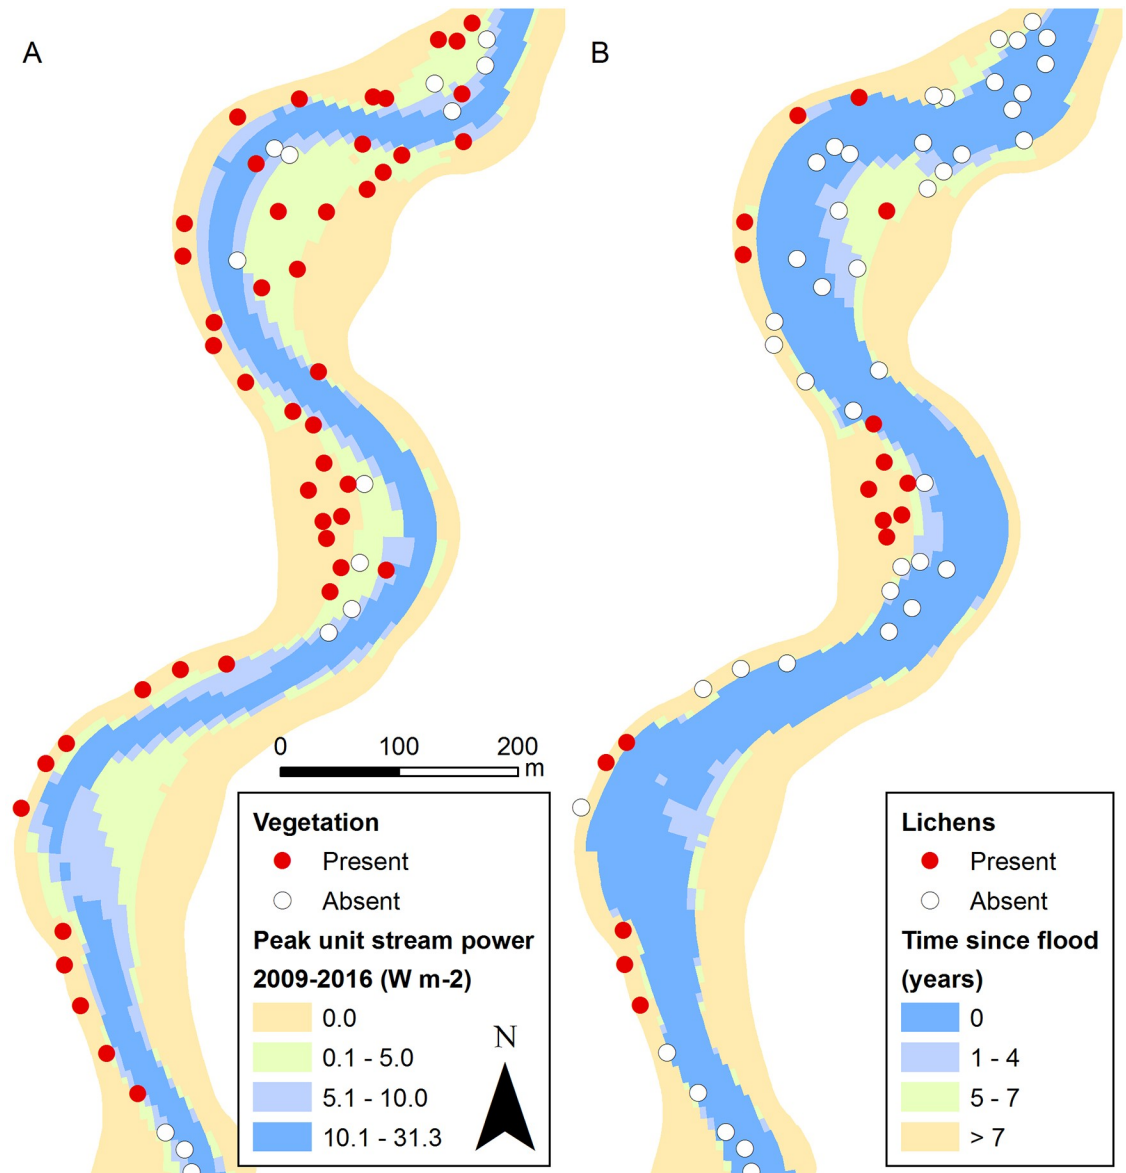 A
B
0 100 200
m
Vegetation
Present
Absent
Peak unit stream power
2009-2016 (W m-2)
0.0
0.1 - 5.0
5.1 - 10.0
10.1 - 31.3
N
Lichens
Present
Absent
Time since flood
(years)
0
1 - 4
5 - 7
> 7